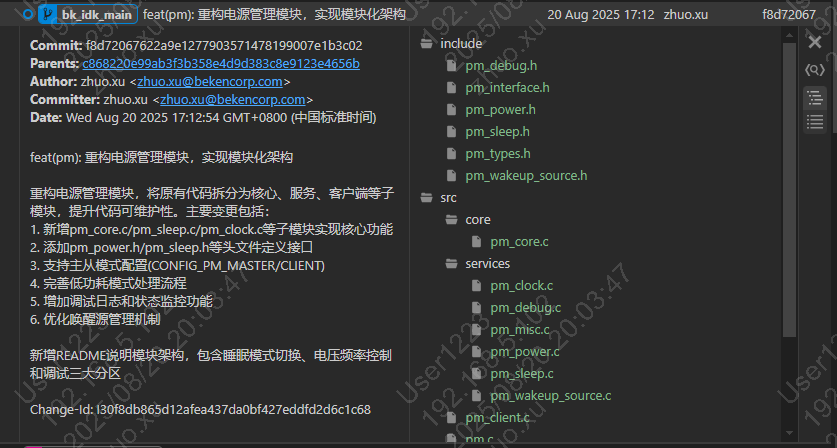 bk_idk_main feat(pm): 重构电源管理模块，实现模块化架构 20 Aug 2025 17:12 zhuo.xu f8d72067
Commit: f8d72067622a9e1277903571478199007e1b3c02
Parents: c868220e99ab3f3b358e4d9d383c8e9123e4656b
Author: zhuo.xu <zhuo.xu@bekencorp.com>
Committer: zhuo.xu <zhuo.xu@bekencorp.com>
Date: Wed Aug 20 2025 17:12:54 GMT+0800 (中国标准时间)
feat(pm): 重构电源管理模块，实现模块化架构
重构电源管理模块，将原有代码拆分为核心、服务、客户端等子
模块，提升代码可维护性。主要变更包括：
1. 新增pm_core.c/pm_sleep.c/pm_clock.c等子模块实现核心功能
2. 添加pm_power.h/pm_sleep.h等头文件定义接口
3. 支持主从模式配置(CONFIG_PM_MASTER/CLIENT)
4. 完善低功耗模式处理流程
5. 增加调试日志和状态监控功能
6. 优化唤醒源管理机制
新增README说明模块架构，包含睡眠模式切换、电压频率控制
和调试三大分区
Change-Id: I30f8db865d12afea437da0bf427eddfd2d6c1c68
include
pm_debug.h
pm_interface.h
pm_power.h
pm_sleep.h
pm_types.h
pm_wakeup_source.h
src
core
pm_core.c
services
pm_clock.c
pm_debug.c
pm_misc.c
pm_power.c
pm_sleep.c
pm_wakeup_source.c
pm_client.c
pm.c
zhuo.xu
2025/08/20 20:03:47